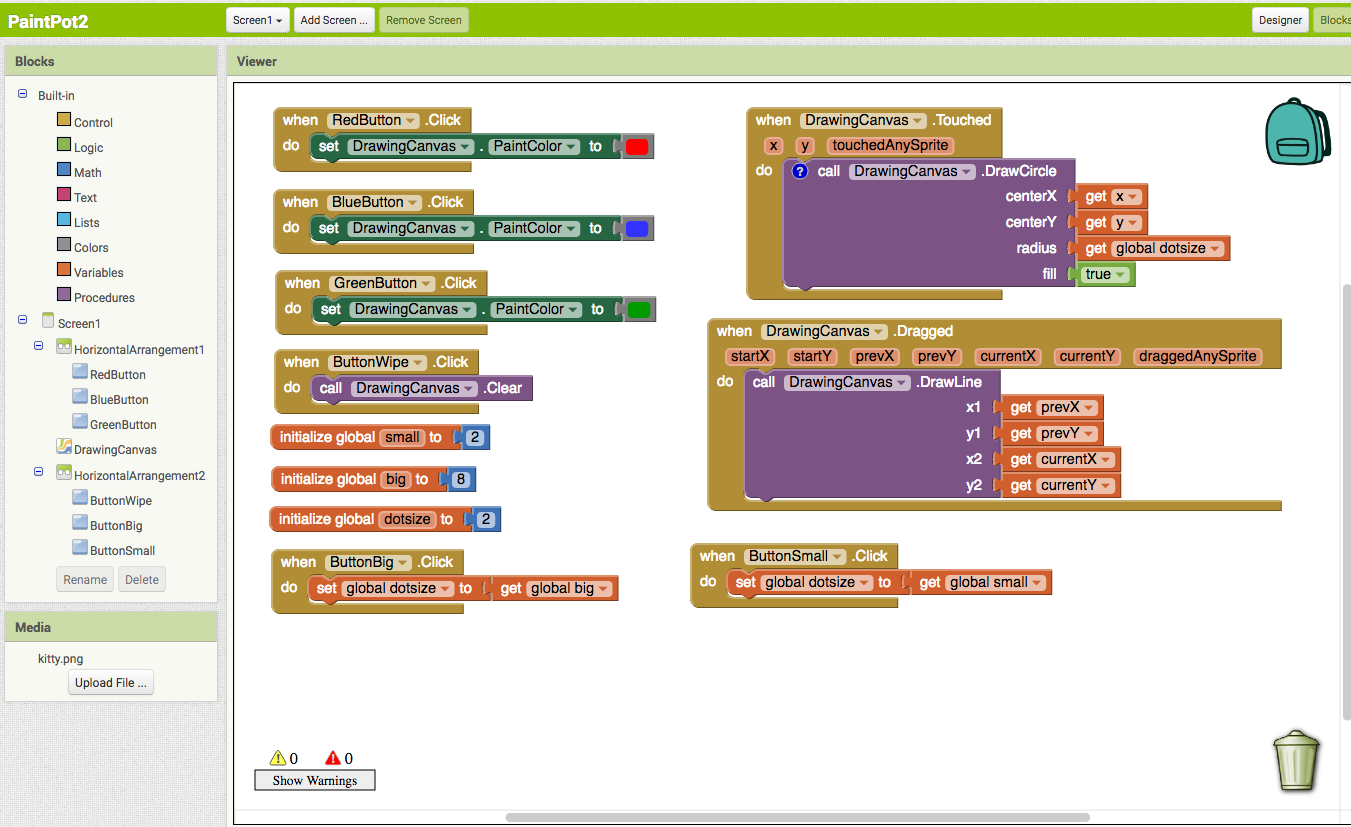 PaintPot2
Screen1
Add Screen ...
Remove Screen
Designer
Blocks
Blocks
Viewer
Built-in
Control
Logic
Math
Text
Lists
Colors
Variables
Procedures
Screen1
HorizontalArrangement1
RedButton
BlueButton
GreenButton
DrawingCanvas
HorizontalArrangement2
ButtonWipe
ButtonBig
ButtonSmall
Rename
Delete
Media
kitty.png
Upload File ...
when RedButton .Click
do set DrawingCanvas . PaintColor to
when BlueButton .Click
do set DrawingCanvas . PaintColor to
when GreenButton .Click
do set DrawingCanvas . PaintColor to
when ButtonWipe .Click
do call DrawingCanvas .Clear
initialize global small to 2
initialize global big to 8
initialize global dotsize to 2
when ButtonBig .Click
do set global dotsize to get global big
when DrawingCanvas .Touched
x y touchedAnySprite
do ? call DrawingCanvas .DrawCircle
centerX get x
centerY get y
radius get global dotsize
fill true
when DrawingCanvas .Dragged
startX startY prevX prevY currentX currentY draggedAnySprite
do call DrawingCanvas .DrawLine
x1 get prevX
y1 get prevY
x2 get currentX
y2 get currentY
when ButtonSmall .Click
do set global dotsize to get global small
0 0
Show Warnings